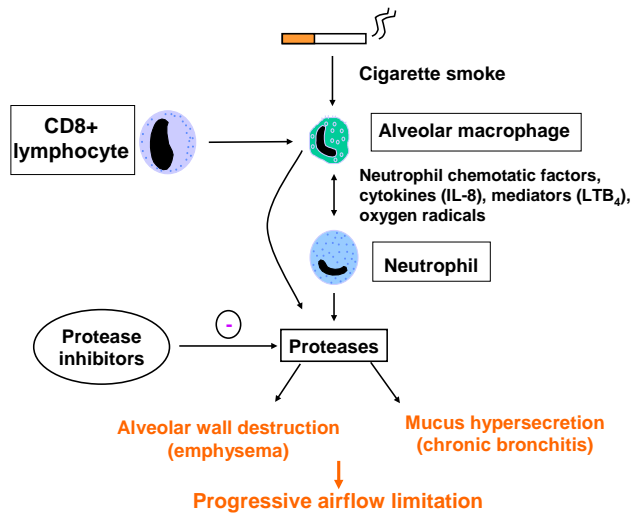 Cigarette smoke
CD8+
lymphocyte
Alveolar macrophage
Neutrophil chemotatic factors,
cytokines (IL-8), mediators (LTB₄),
oxygen radicals
Neutrophil
Protease
inhibitors
-
Proteases
Alveolar wall destruction
(emphysema)
Mucus hypersecretion
(chronic bronchitis)
Progressive airflow limitation